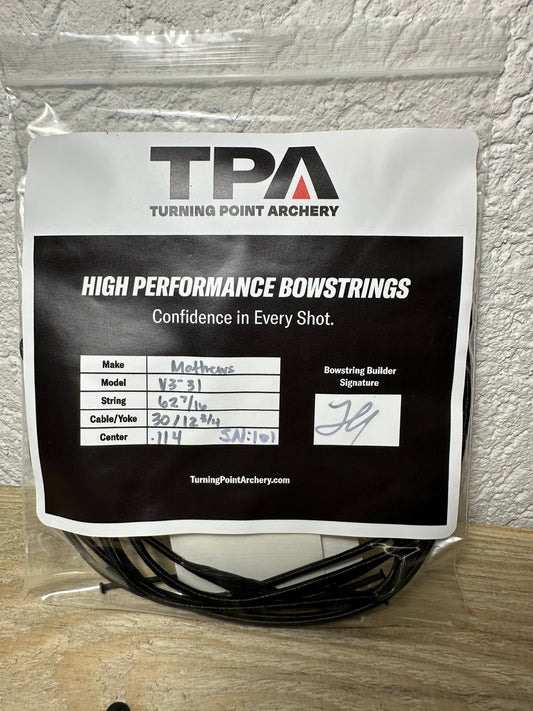 TPA
TURNING POINT ARCHERY
HIGH PERFORMANCE BOWSTRINGS
Confidence in Every Shot.
Make Mathews
Model V3 31
String 62 7/16
Cable/Yoke 30/12 3/4
Center .114 SN:101
Bowstring Builder
Signature
TurningPointArchery.com